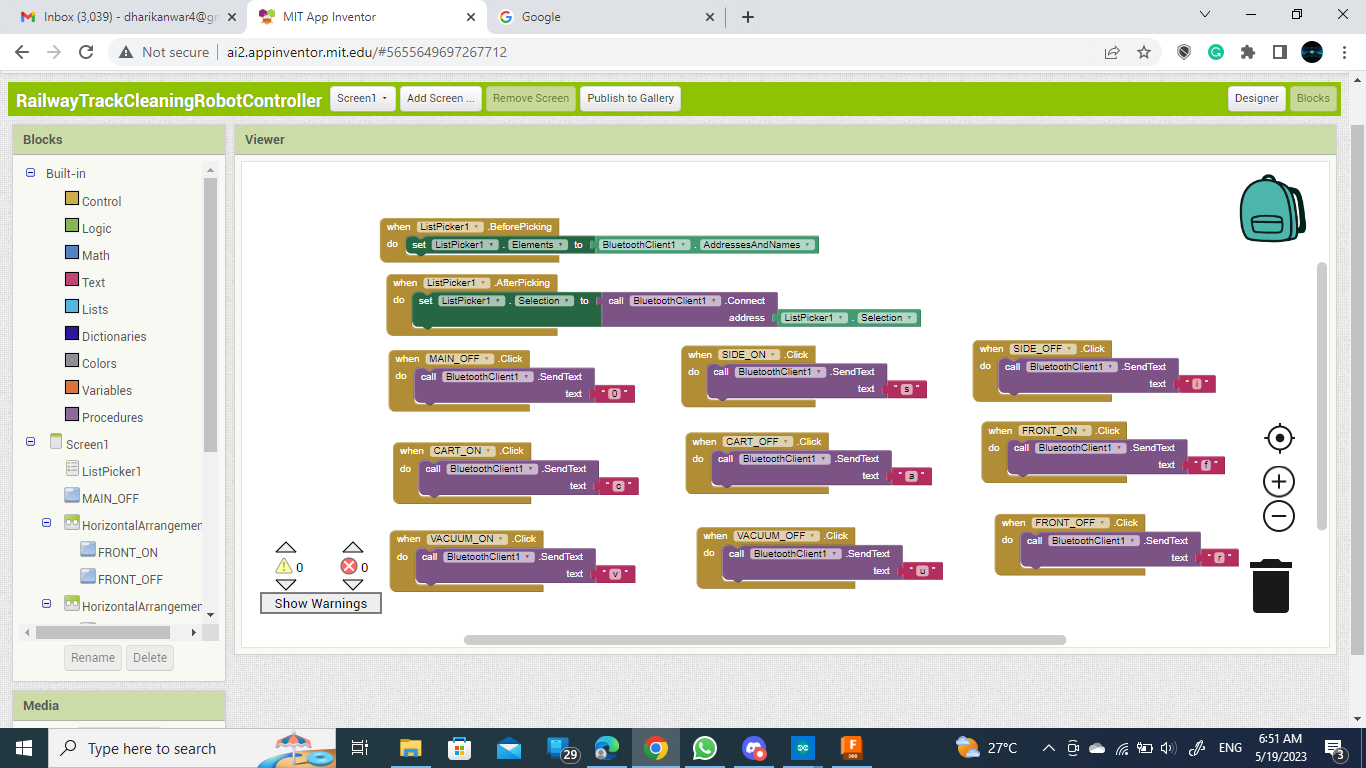 Inbox (3,039) - dharikanwar4@gm
MIT App Inventor
Google
Not secure
ai2.appinventor.mit.edu/#5655649697267712
RailwayTrackCleaningRobotController
Screen1
Add Screen ...
Remove Screen
Publish to Gallery
Designer
Blocks
Blocks
Viewer
Built-in
Control
Logic
Math
Text
Lists
Dictionaries
Colors
Variables
Procedures
Screen1
ListPicker1
MAIN_OFF
HorizontalArrangemen
FRONT_ON
FRONT_OFF
HorizontalArrangemen
Rename
Delete
Media
when ListPicker1 .BeforePicking
do set ListPicker1 . Elements to BluetoothClient1 . AddressesAndNames
when ListPicker1 .AfterPicking
do set ListPicker1 . Selection to call BluetoothClient1 .Connect
address ListPicker1 . Selection
when MAIN_OFF .Click
do call BluetoothClient1 .SendText
text " 0 "
when SIDE_ON .Click
do call BluetoothClient1 .SendText
text " s "
when SIDE_OFF .Click
do call BluetoothClient1 .SendText
text " i "
when CART_ON .Click
do call BluetoothClient1 .SendText
text " c "
when CART_OFF .Click
do call BluetoothClient1 .SendText
text " a "
when FRONT_ON .Click
do call BluetoothClient1 .SendText
text " f "
when VACUUM_ON .Click
do call BluetoothClient1 .SendText
text " v "
when VACUUM_OFF .Click
do call BluetoothClient1 .SendText
text " u "
when FRONT_OFF .Click
do call BluetoothClient1 .SendText
text " r "
0
0
Show Warnings
Type here to search
29
F
360
27°C
ENG
6:51 AM
5/19/2023
3